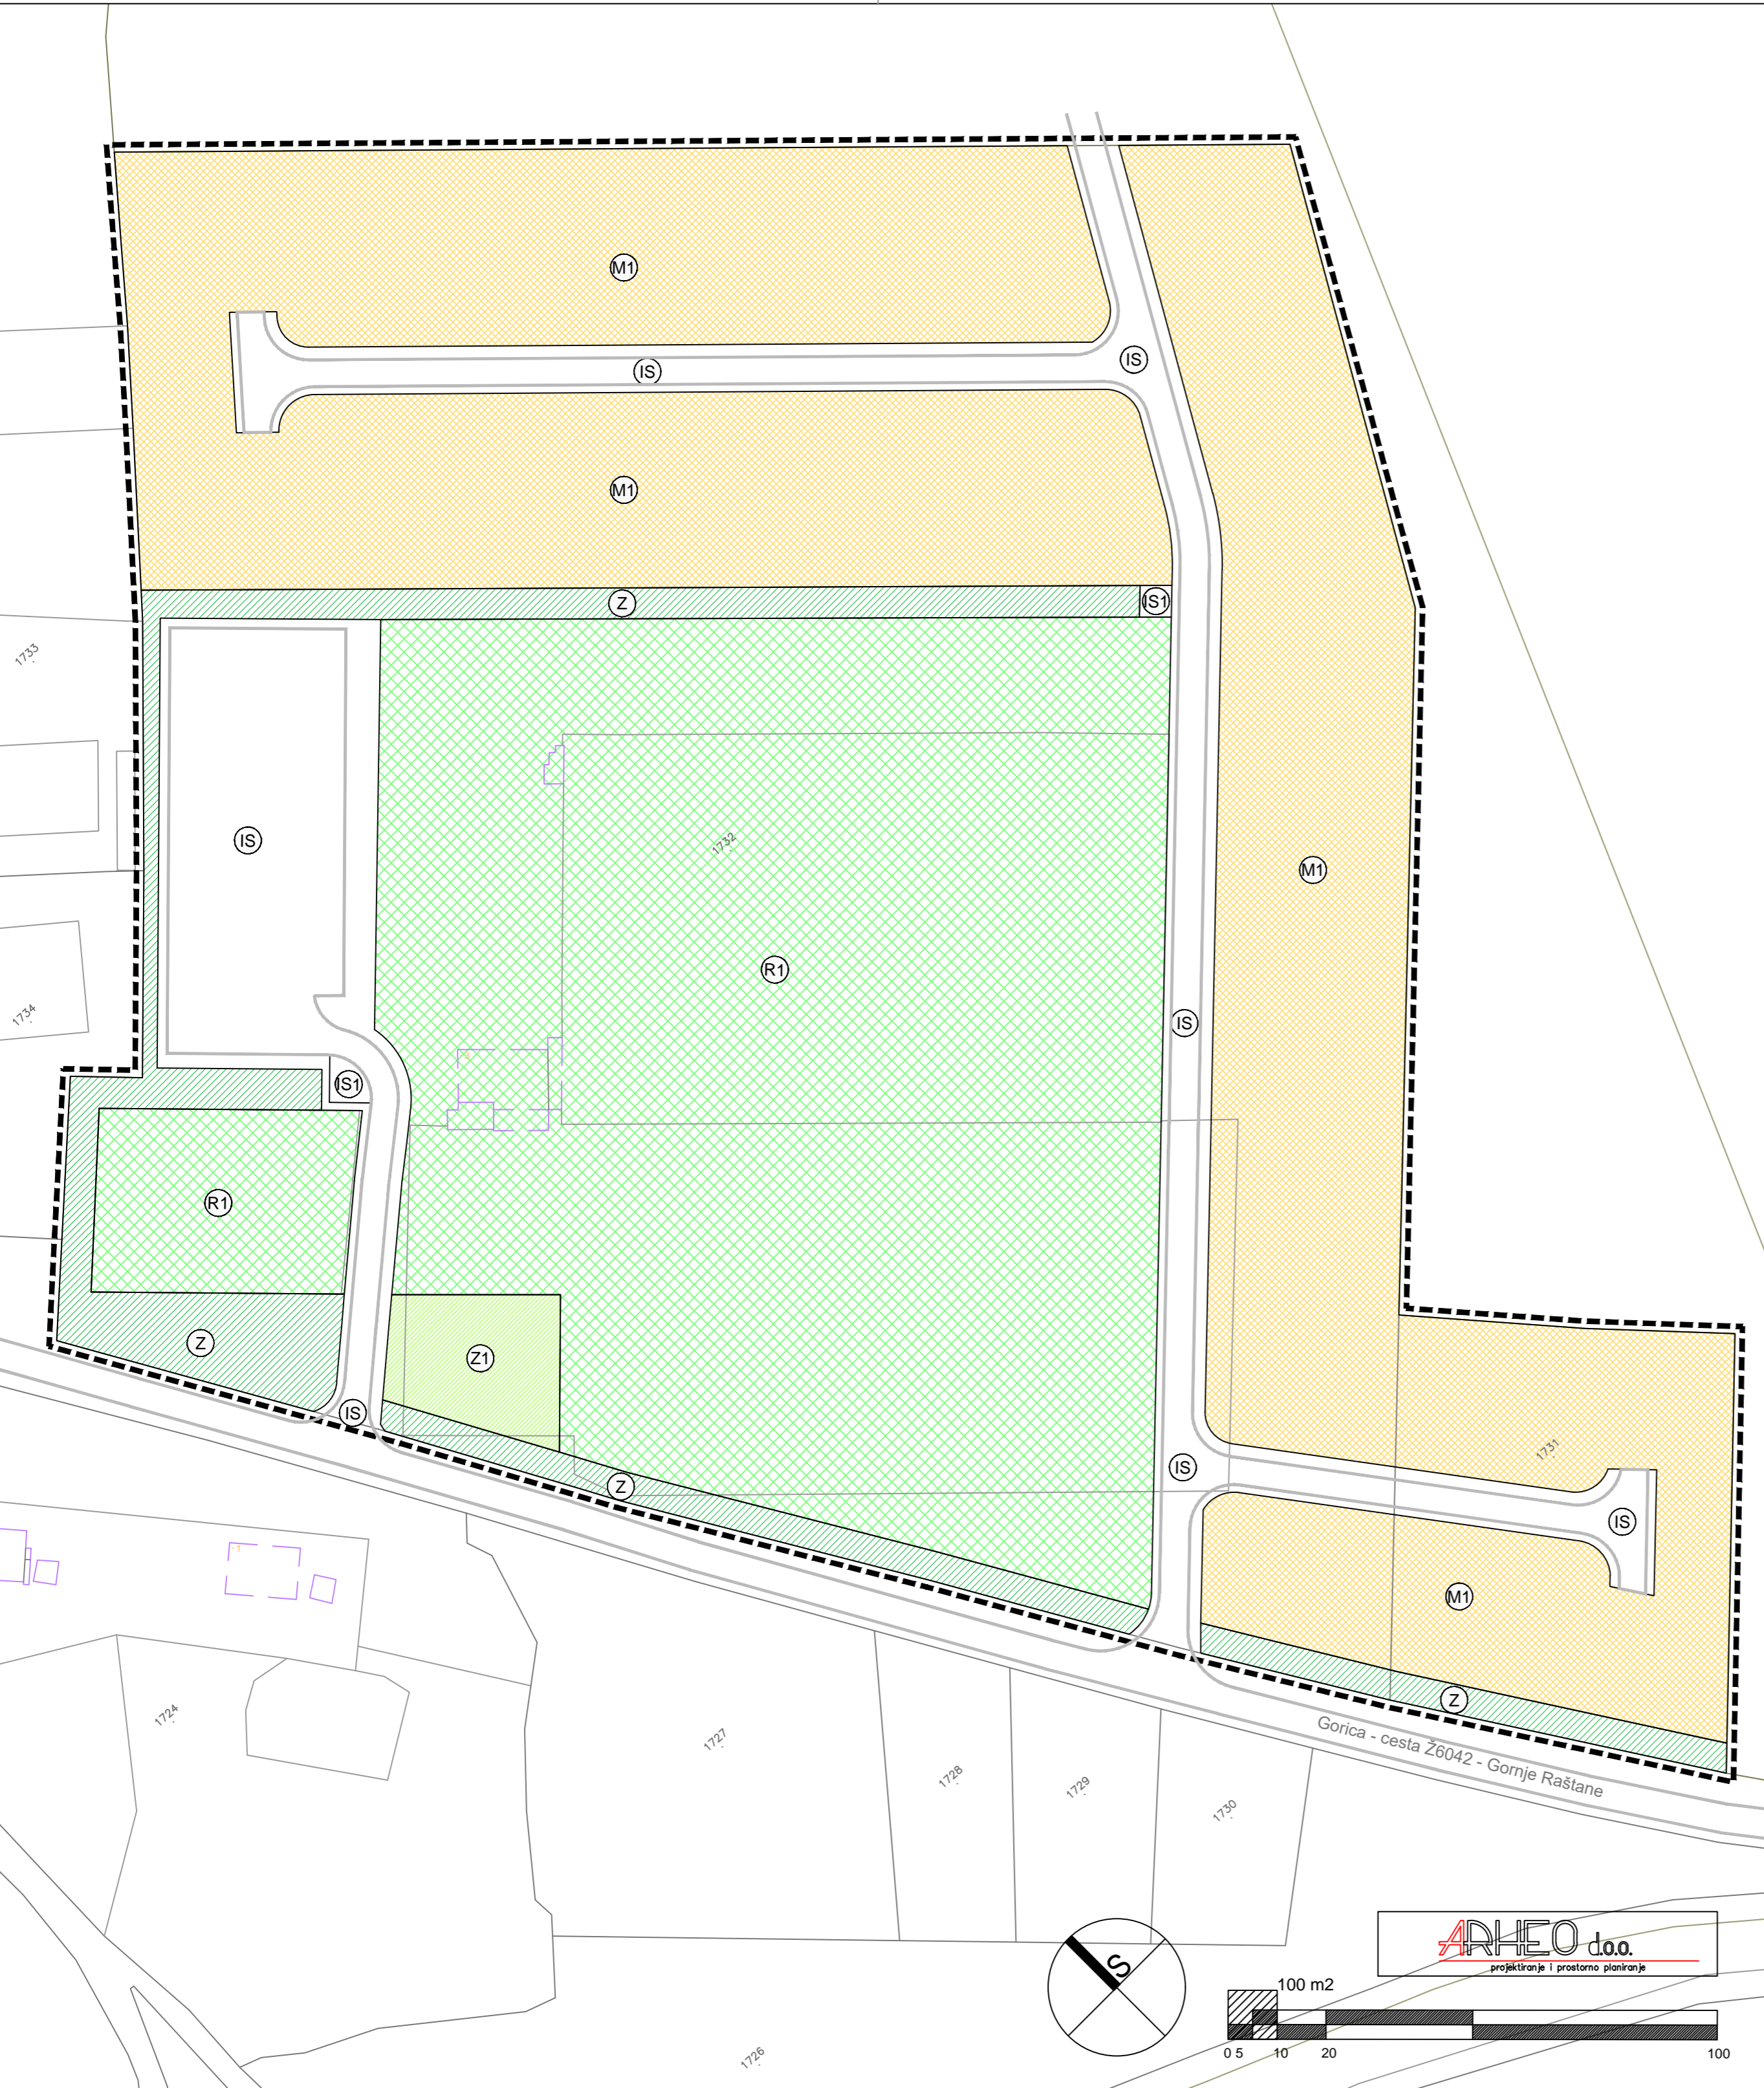 M1
IS
IS
M1
Z
IS1
1733
1732
IS
M1
R1
1734
IS
IS1
3
R1
Z
Z1
IS
IS
1731
Z
IS
1
M1
Z
1724
1727
Gorica - cesta Ž6042 - Gornje Raštane
1728
1729
1730
ARHEO d.o.o.
projektiranje i prostorno planiranje
S
100 m2
0 5 10 20 100
1726